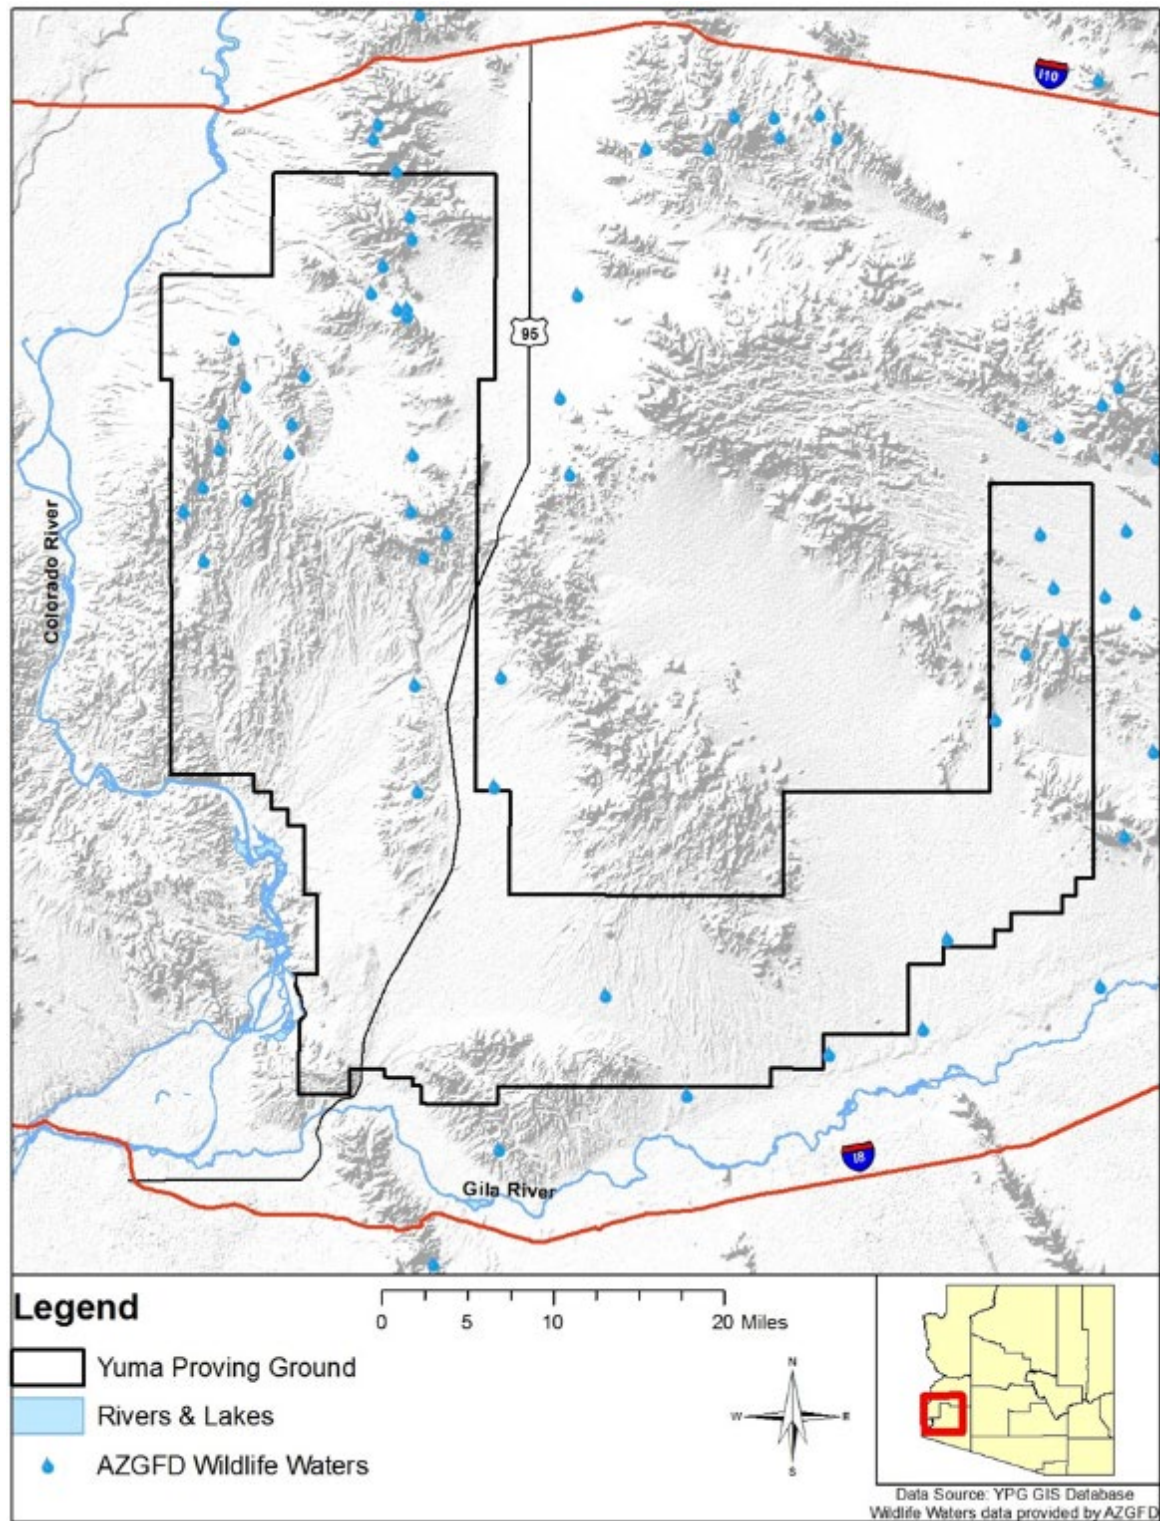 I10
95
Colorado River
I8
Gila River
Legend
0 5 10 20 Miles
Yuma Proving Ground
Rivers & Lakes
AZGFD Wildlife Waters
N
W E
S
Data Source: YPG GIS Database
Wildlife Waters data provided by AZGFD